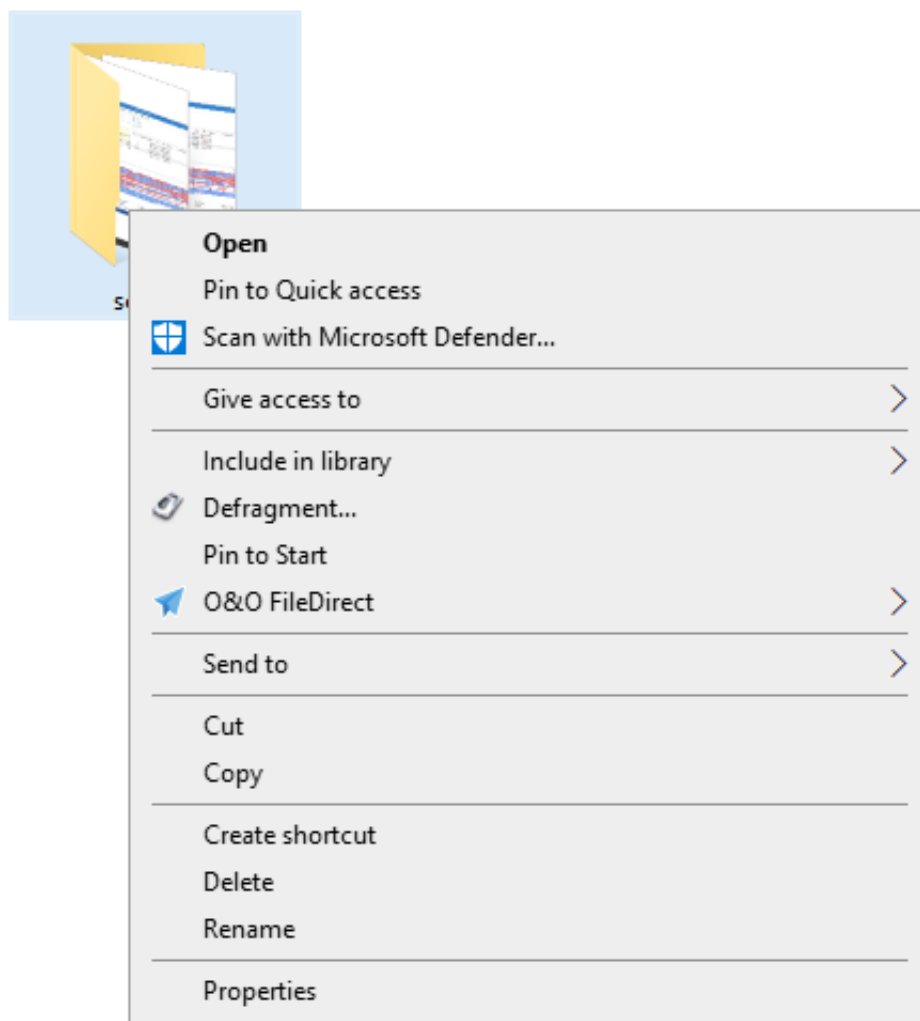 Open
Pin to Quick access
Scan with Microsoft Defender...
Give access to
Include in library
Defragment...
Pin to Start
O&O FileDirect
Send to
Cut
Copy
Create shortcut
Delete
Rename
Properties